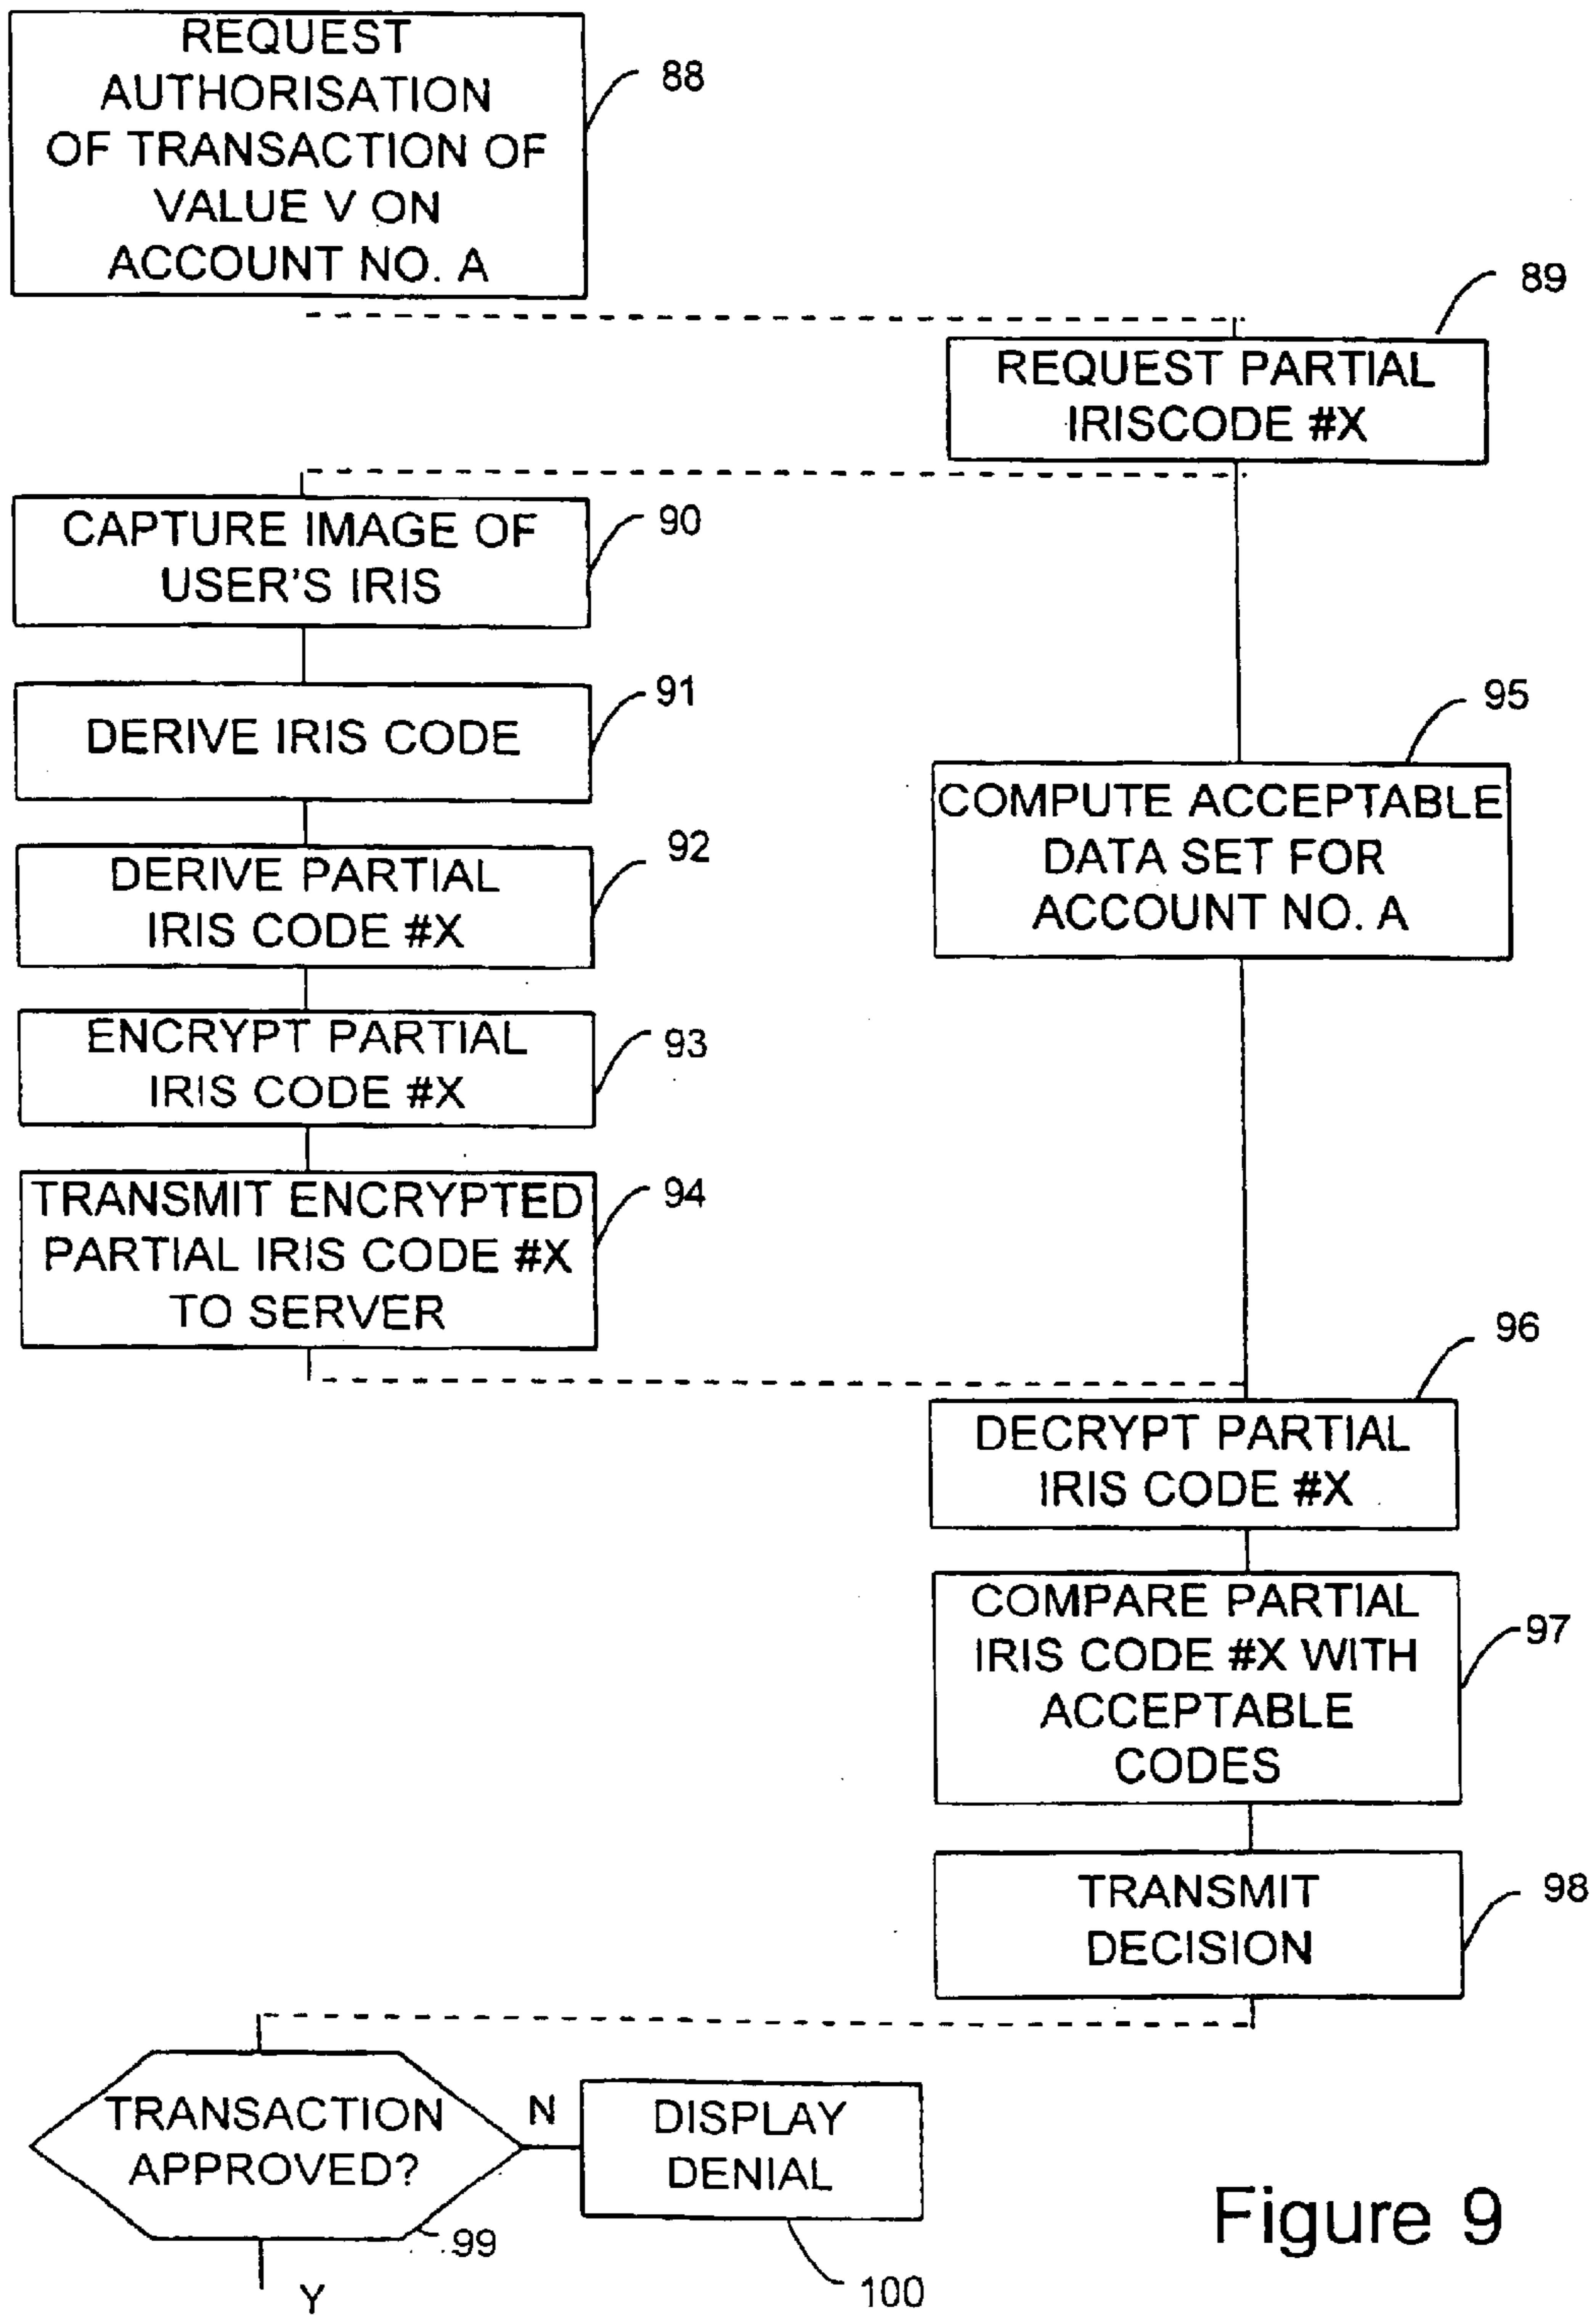 REQUEST
AUTHORISATION
OF TRANSACTION OF
VALUE V ON
ACCOUNT NO. A
88
89
REQUEST PARTIAL
IRISCODE #X
CAPTURE IMAGE OF
USER'S IRIS
90
DERIVE IRIS CODE
91
DERIVE PARTIAL
IRIS CODE #X
92
ENCRYPT PARTIAL
IRIS CODE #X
93
TRANSMIT ENCRYPTED
PARTIAL IRIS CODE #X
TO SERVER
94
95
COMPUTE ACCEPTABLE
DATA SET FOR
ACCOUNT NO. A
96
DECRYPT PARTIAL
IRIS CODE #X
COMPARE PARTIAL
IRIS CODE #X WITH
ACCEPTABLE
CODES
97
TRANSMIT
DECISION
98
TRANSACTION
APPROVED?
99
N
DISPLAY
DENIAL
100
Y
Figure 9